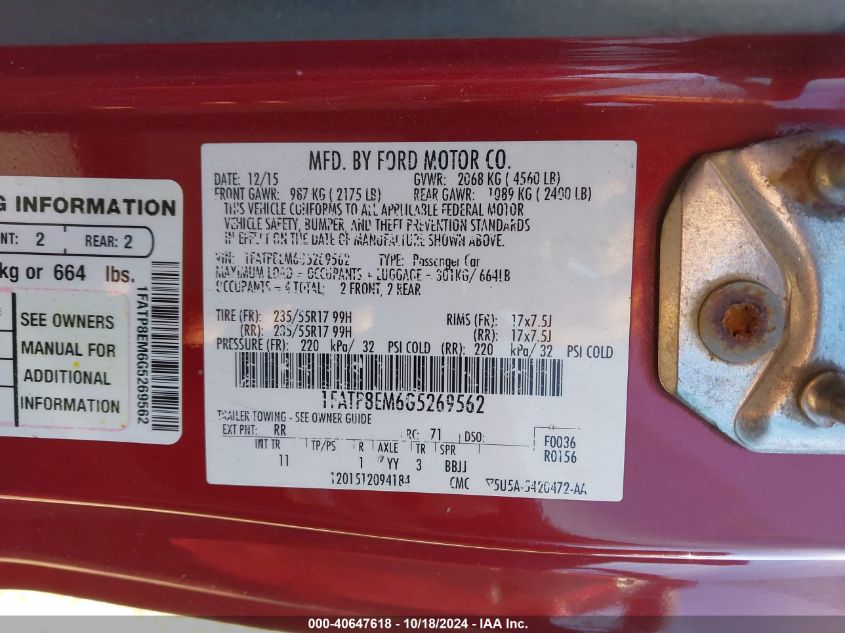 G INFORMATION
NT: 2 REAR: 2
kg or 664 lbs.
SEE OWNERS
MANUAL FOR
ADDITIONAL
INFORMATION
1FATP8EM6G5269562
MFD. BY FORD MOTOR CO.
DATE: 12/15 GVWR: 2068 KG ( 4560 LB)
FRONT GAWR: 987 KG ( 2175 LB) REAR GAWR: 1089 KG ( 2400 LB)
THIS VEHICLE CONFORMS TO ALL APPLICABLE FEDERAL MOTOR
VEHICLE SAFETY, BUMPER, AND THEFT PREVENTION STANDARDS
IN EFFECT ON THE DATE OF MANUFACTURE SHOWN ABOVE.
VIN: 1FATP8EM6G5269562 TYPE: Passenger Car
MAXIMUM LOAD = OCCUPANTS + LUGGAGE = 301KG/ 664LB
OCCUPANTS = 4 TOTAL; 2 FRONT, 2 REAR
TIRE (FR): 235/55R17 99H RIMS (FR): 17x7.5J
(RR): 235/55R17 99H (RR): 17x7.5J
PRESSURE (FR): 220 kPa/ 32 PSI COLD (RR): 220 kPa/ 32 PSI COLD
1FATP8EM6G5269562
TRAILER TOWING - SEE OWNER GUIDE
EXT PNT: RR RC: 71 DSO: F0036
R0156
INT TR TP/PS R AXLE TR SPR
11 1 YY 3 BBJJ
1201512094184 CMC
000-40647618 - 10/18/2024 - IAA Inc.